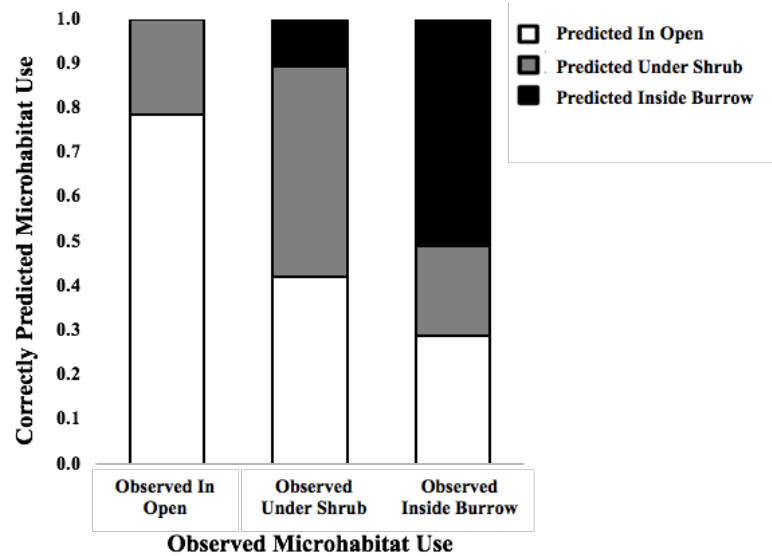 Correctly Predicted Microhabitat Use
1.0
0.9
0.8
0.7
0.6
0.5
0.4
0.3
0.2
0.1
0.0
Predicted In Open
Predicted Under Shrub
Predicted Inside Burrow
Observed In
Open
Observed
Under Shrub
Observed
Inside Burrow
Observed Microhabitat Use